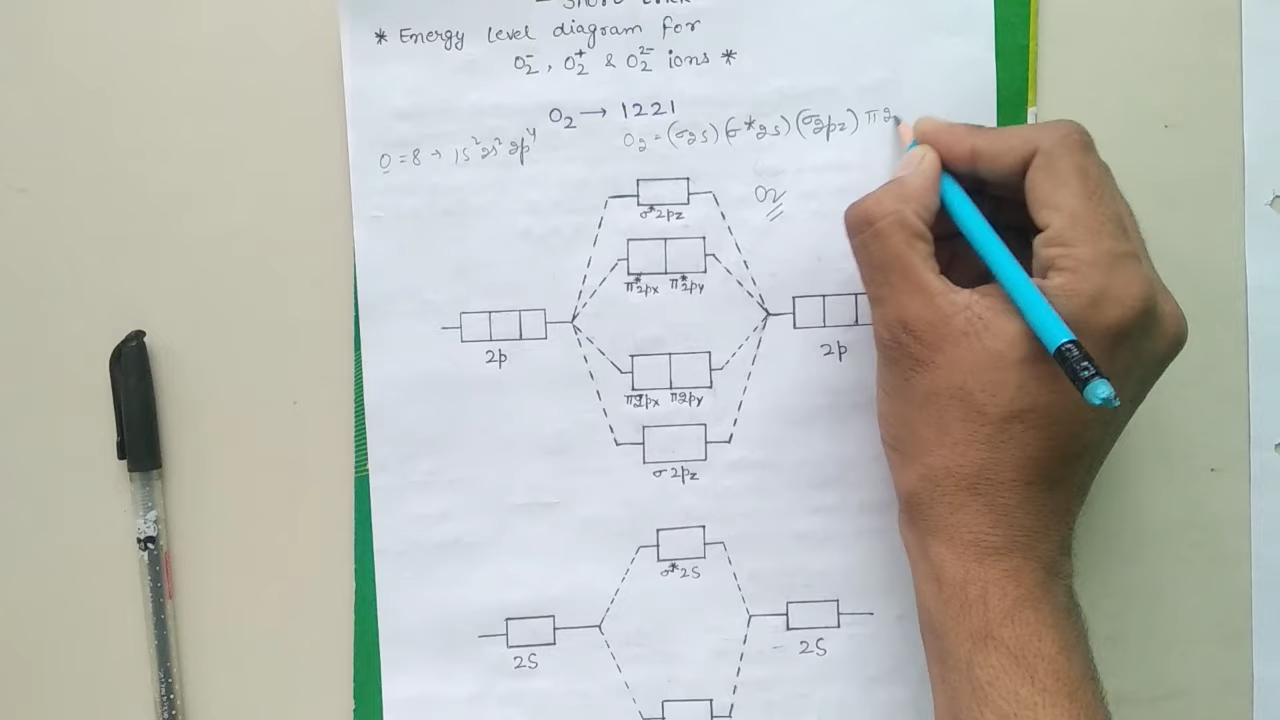 * Energy level diagram for
O₂⁻, O₂⁺ & O₂²⁻ ions *
O₂ → 1221
O = 8 → 1s² 2s² 2p⁴
O₂ = (σ2s) (σ*2s) (σ2pz) π2
σ*2pz
O₂
π*2px π*2py
2p
2p
π2px π2py
σ2pz
σ*2s
2S
2S